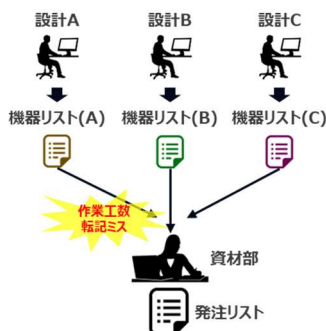 設計A
設計B
設計C
機器リスト(A)
機器リスト(B)
機器リスト(C)
作業工数
転記ミス
資材部
発注リスト